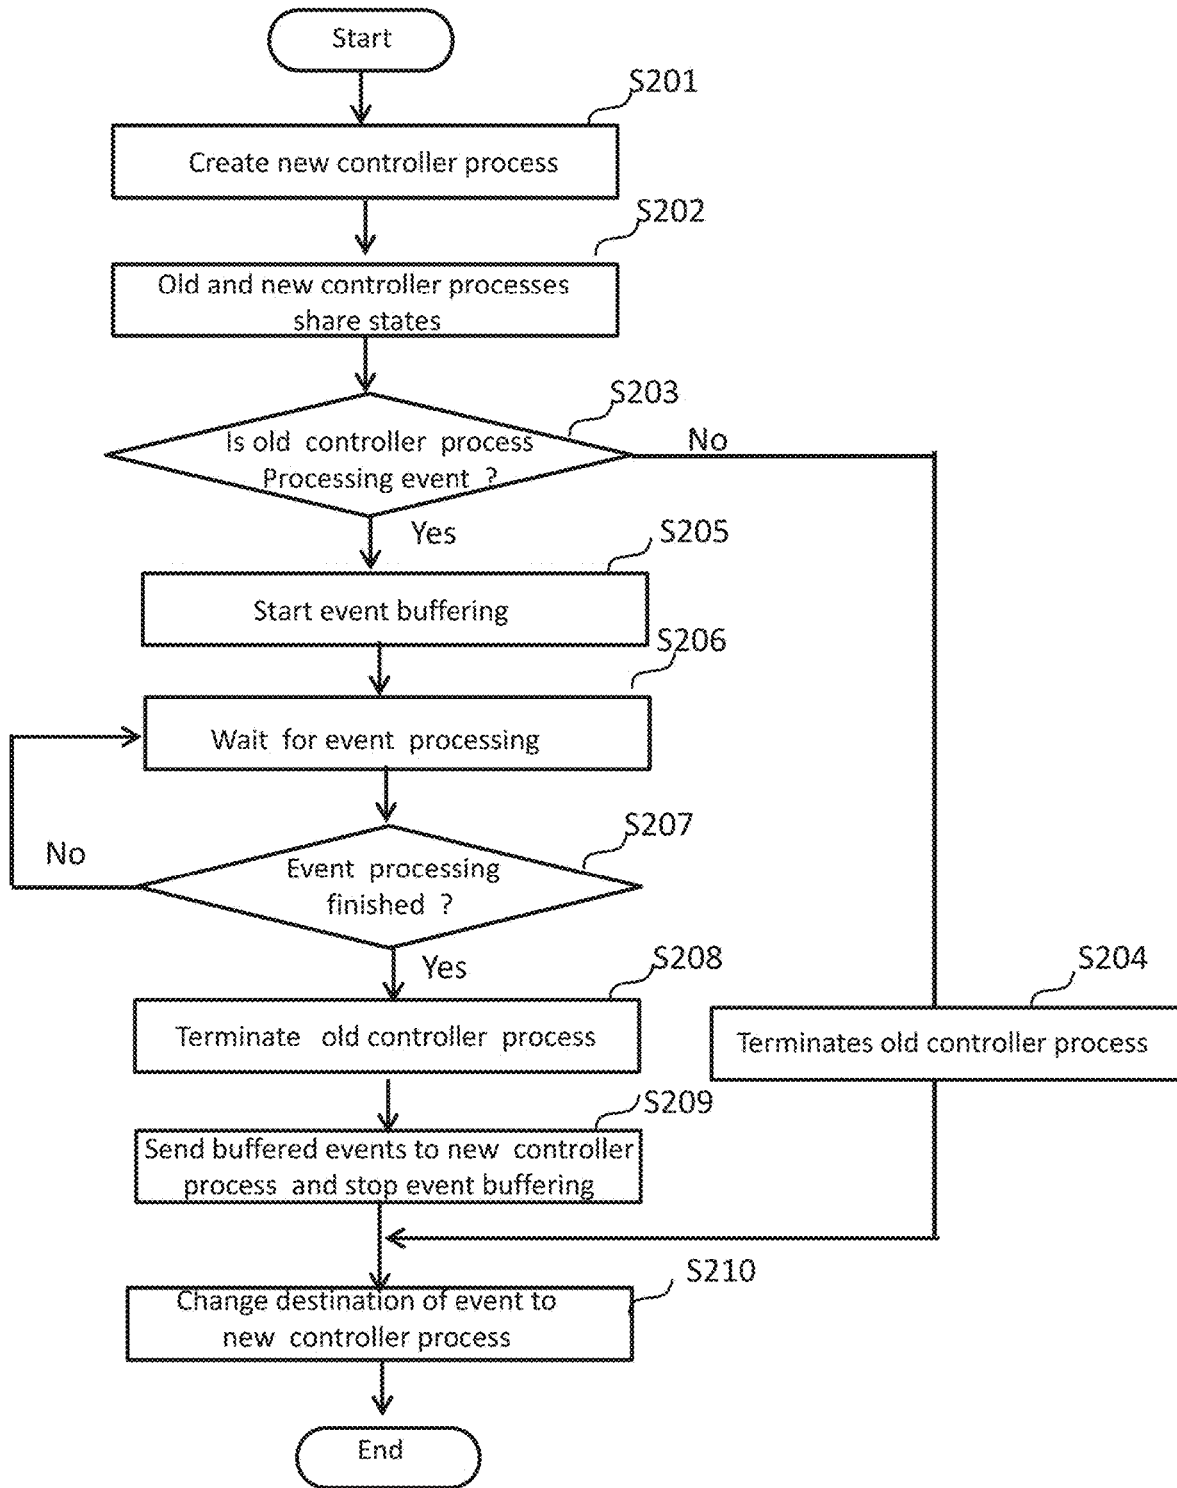 Start
S201
Create new controller process
S202
Old and new controller processes
share states
S203
Is old controller process
Processing event ?
No
Yes
S205
Start event buffering
S206
Wait for event processing
S207
No
Event processing
finished ?
Yes
S208
S204
Terminate old controller process
Terminates old controller process
S209
Send buffered events to new controller
process and stop event buffering
S210
Change destination of event to
new controller process
End